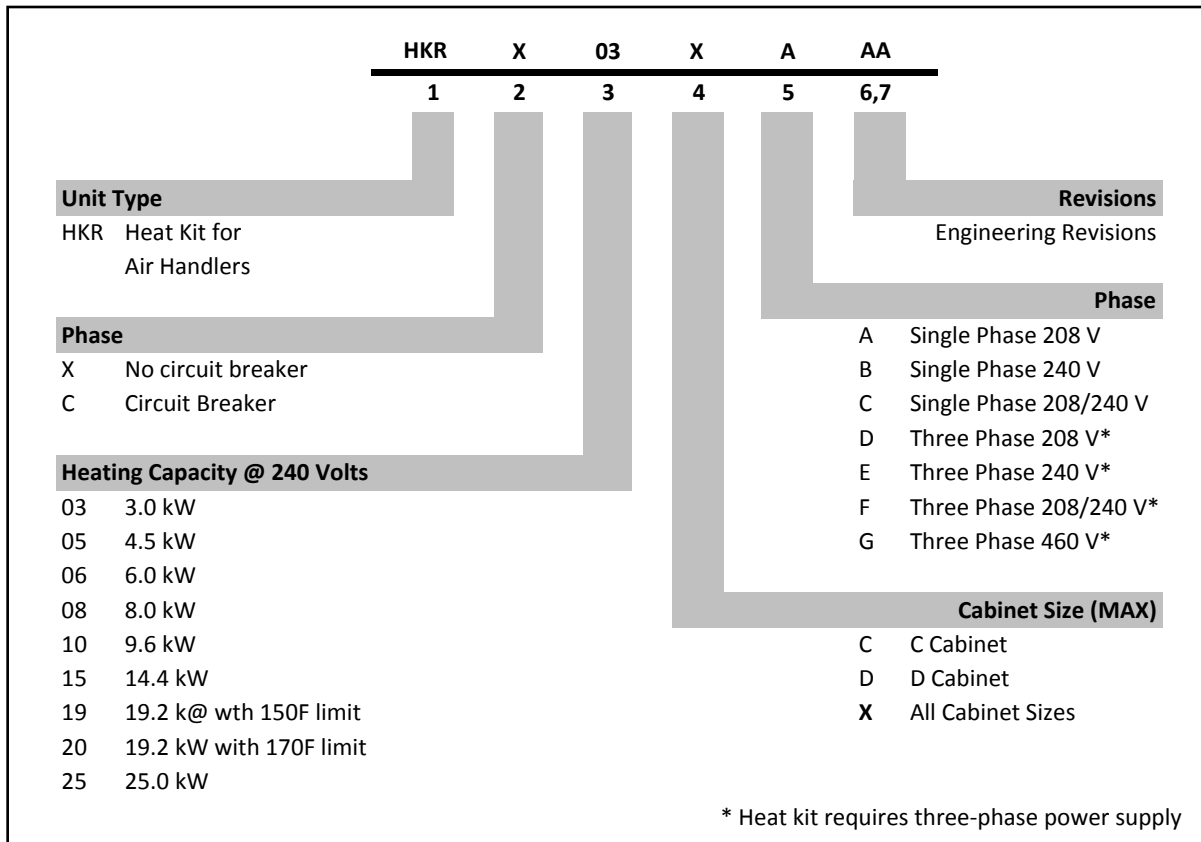 HKR X 03 X A AA
1 2 3 4 5 6,7
Unit Type
HKR Heat Kit for
Air Handlers
Phase
X No circuit breaker
C Circuit Breaker
Heating Capacity @ 240 Volts
03 3.0 kW
05 4.5 kW
06 6.0 kW
08 8.0 kW
10 9.6 kW
15 14.4 kW
19 19.2 k@ wth 150F limit
20 19.2 kW with 170F limit
25 25.0 kW
Revisions
Engineering Revisions
Phase
A Single Phase 208 V
B Single Phase 240 V
C Single Phase 208/240 V
D Three Phase 208 V*
E Three Phase 240 V*
F Three Phase 208/240 V*
G Three Phase 460 V*
Cabinet Size (MAX)
C C Cabinet
D D Cabinet
X All Cabinet Sizes
* Heat kit requires three-phase power supply